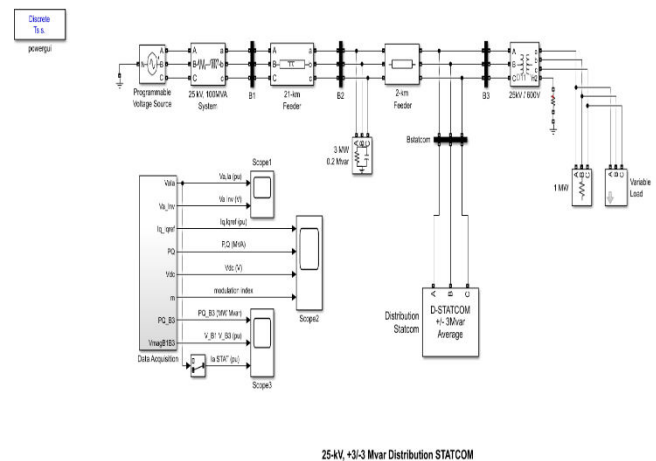 Discrete
Ts s.
powergui
Programmable
Voltage Source
25 kV, 100MVA
System
B1
21-km
Feeder
B2
2-km
Feeder
B3
25kV / 600V
3 MW
0.2 Mvar
Bstatcom
1 MW
Variable
Load
Scope1
VaIa
Va_Inv
Iq_Iqref
PQ
Vdc
m
PQ_B3
VmagB1B3
Data Acquisition
Va,Ia (pu)
Va Inv (V)
Iq,Iqref (pu)
P,Q (MVA)
Vdc (V)
modulation index
PQ_B3 (MW Mvar)
V_B1 V_B3 (pu)
Ia STAT (pu)
Scope2
Scope3
Distribution
Statcom
A B C
D-STATCOM
+/- 3Mvar
Average
25-kV, +3/-3 Mvar Distribution STATCOM